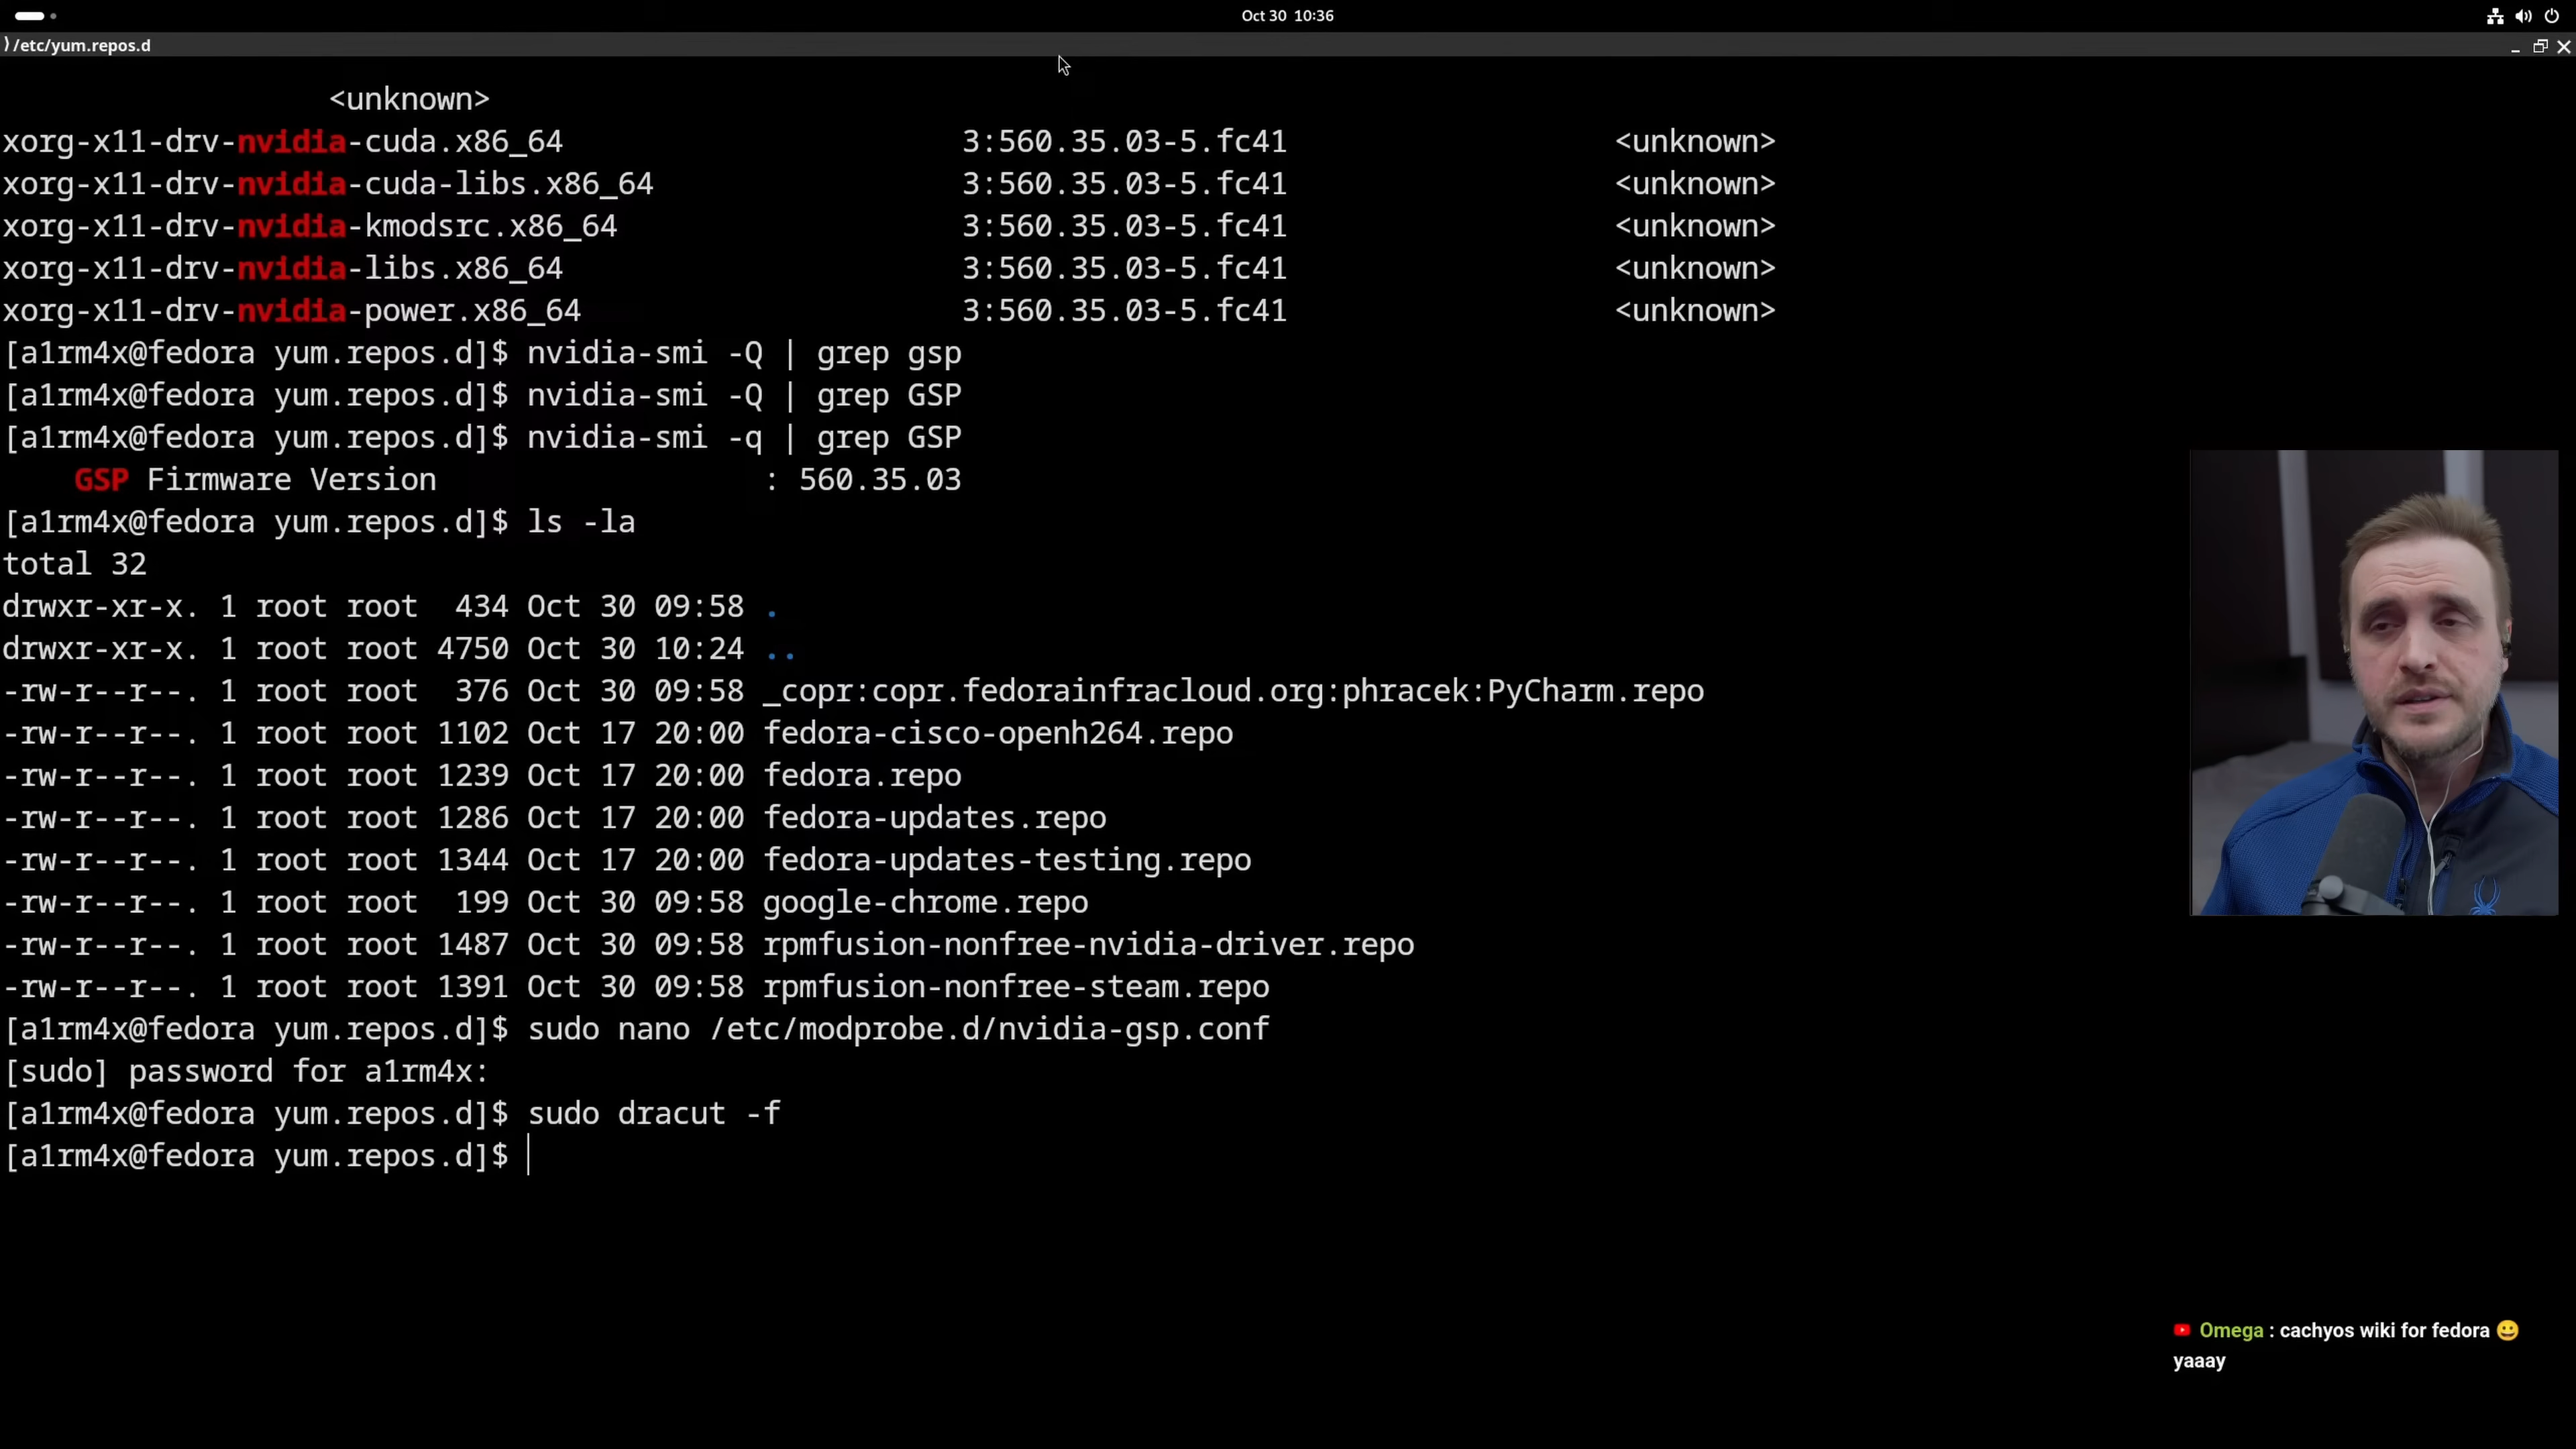 Oct 30 10:36
)/etc/yum.repos.d
<unknown>
xorg-x11-drv-nvidia-cuda.x86_64 3:560.35.03-5.fc41 <unknown>
xorg-x11-drv-nvidia-cuda-libs.x86_64 3:560.35.03-5.fc41 <unknown>
xorg-x11-drv-nvidia-kmodsrc.x86_64 3:560.35.03-5.fc41 <unknown>
xorg-x11-drv-nvidia-libs.x86_64 3:560.35.03-5.fc41 <unknown>
xorg-x11-drv-nvidia-power.x86_64 3:560.35.03-5.fc41 <unknown>
[a1rm4x@fedora yum.repos.d]$ nvidia-smi -Q | grep gsp
[a1rm4x@fedora yum.repos.d]$ nvidia-smi -Q | grep GSP
[a1rm4x@fedora yum.repos.d]$ nvidia-smi -q | grep GSP
GSP Firmware Version : 560.35.03
[a1rm4x@fedora yum.repos.d]$ ls -la
total 32
drwxr-xr-x. 1 root root 434 Oct 30 09:58 .
drwxr-xr-x. 1 root root 4750 Oct 30 10:24 ..
-rw-r--r--. 1 root root 376 Oct 30 09:58 _copr:copr.fedorainfracloud.org:phracek:PyCharm.repo
-rw-r--r--. 1 root root 1102 Oct 17 20:00 fedora-cisco-openh264.repo
-rw-r--r--. 1 root root 1239 Oct 17 20:00 fedora.repo
-rw-r--r--. 1 root root 1286 Oct 17 20:00 fedora-updates.repo
-rw-r--r--. 1 root root 1344 Oct 17 20:00 fedora-updates-testing.repo
-rw-r--r--. 1 root root 199 Oct 30 09:58 google-chrome.repo
-rw-r--r--. 1 root root 1487 Oct 30 09:58 rpmfusion-nonfree-nvidia-driver.repo
-rw-r--r--. 1 root root 1391 Oct 30 09:58 rpmfusion-nonfree-steam.repo
[a1rm4x@fedora yum.repos.d]$ sudo nano /etc/modprobe.d/nvidia-gsp.conf
[sudo] password for a1rm4x:
[a1rm4x@fedora yum.repos.d]$ sudo dracut -f
[a1rm4x@fedora yum.repos.d]$
Omega : cachyos wiki for fedora 😀
yaaay